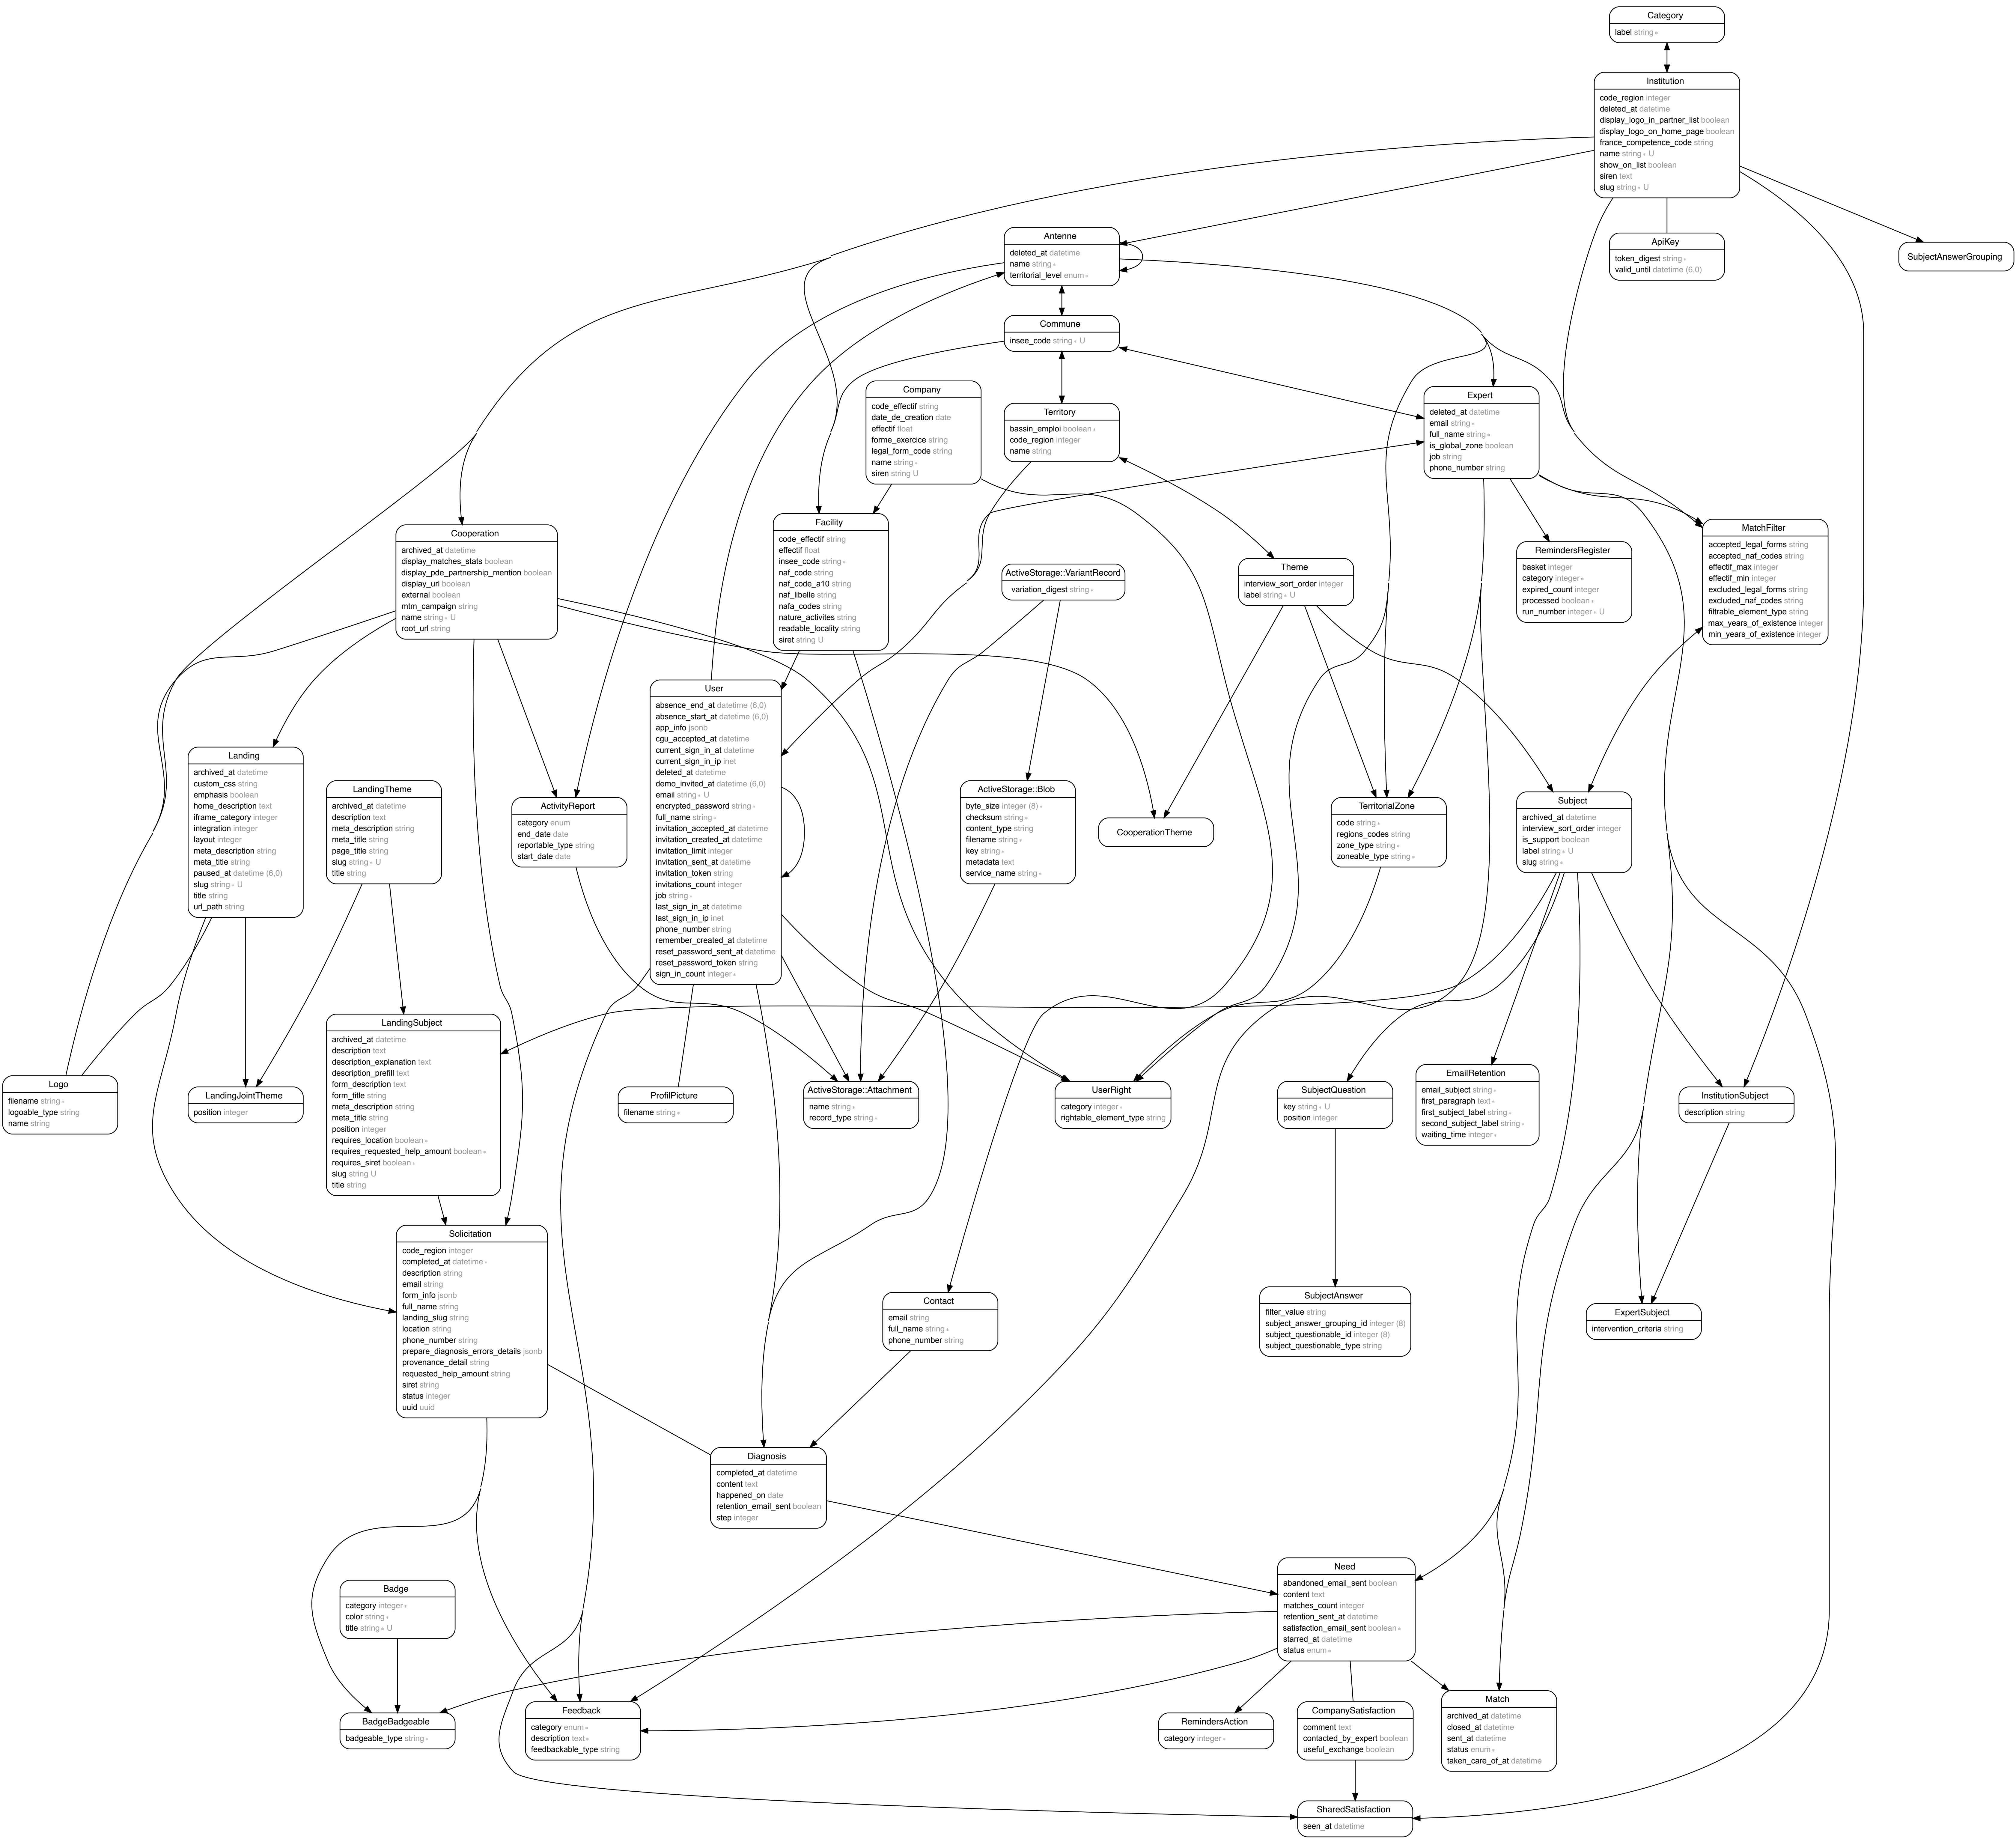 Category
label string ∗
Institution
code_region integer
deleted_at datetime
display_logo_in_partner_list boolean
display_logo_on_home_page boolean
france_competence_code string
name string ∗ U
show_on_list boolean
siren text
slug string ∗ U
Antenne
deleted_at datetime
name string ∗
territorial_level enum ∗
ApiKey
token_digest string ∗
valid_until datetime (6,0)
SubjectAnswerGrouping
Commune
insee_code string ∗ U
Company
code_effectif string
date_de_creation date
effectif float
forme_exercice string
legal_form_code string
name string ∗
siren string U
Territory
bassin_emploi boolean ∗
code_region integer
name string
Expert
deleted_at datetime
email string ∗
full_name string ∗
is_global_zone boolean
job string
phone_number string
Cooperation
archived_at datetime
display_matches_stats boolean
display_pde_partnership_mention boolean
display_url boolean
external boolean
mtm_campaign string
name string ∗ U
root_url string
Facility
code_effectif string
effectif float
insee_code string ∗
naf_code string
naf_code_a10 string
naf_libelle string
nafa_codes string
nature_activites string
readable_locality string
siret string U
ActiveStorage::VariantRecord
variation_digest string ∗
Theme
interview_sort_order integer
label string ∗ U
RemindersRegister
basket integer
category integer ∗
expired_count integer
processed boolean ∗
run_number integer ∗ U
MatchFilter
accepted_legal_forms string
accepted_naf_codes string
effectif_max integer
effectif_min integer
excluded_legal_forms string
excluded_naf_codes string
filtrable_element_type string
max_years_of_existence integer
min_years_of_existence integer
User
absence_end_at datetime (6,0)
absence_start_at datetime (6,0)
app_info jsonb
cgu_accepted_at datetime
current_sign_in_at datetime
current_sign_in_ip inet
deleted_at datetime
demo_invited_at datetime (6,0)
email string ∗ U
encrypted_password string ∗
full_name string ∗
invitation_accepted_at datetime
invitation_created_at datetime
invitation_limit integer
invitation_sent_at datetime
invitation_token string
invitations_count integer
job string ∗
last_sign_in_at datetime
last_sign_in_ip inet
phone_number string
remember_created_at datetime
reset_password_sent_at datetime
reset_password_token string
sign_in_count integer ∗
Landing
archived_at datetime
custom_css string
emphasis boolean
home_description text
iframe_category integer
integration integer
layout integer
meta_description string
meta_title string
paused_at datetime (6,0)
slug string ∗ U
title string
url_path string
LandingTheme
archived_at datetime
description text
meta_description string
meta_title string
page_title string
slug string ∗ U
title string
ActivityReport
category enum
end_date date
reportable_type string
start_date date
ActiveStorage::Blob
byte_size integer (8) ∗
checksum string ∗
content_type string
filename string ∗
key string ∗
metadata text
service_name string ∗
CooperationTheme
TerritorialZone
code string ∗
regions_codes string
zone_type string ∗
zoneable_type string ∗
Subject
archived_at datetime
interview_sort_order integer
is_support boolean
label string ∗ U
slug string ∗
LandingSubject
archived_at datetime
description text
description_explanation text
description_prefill text
form_description text
form_title string
meta_description string
meta_title string
position integer
requires_location boolean ∗
requires_requested_help_amount boolean ∗
requires_siret boolean ∗
slug string U
title string
Logo
filename string ∗
logoable_type string
name string
LandingJointTheme
position integer
ProfilPicture
filename string ∗
ActiveStorage::Attachment
name string ∗
record_type string ∗
UserRight
category integer ∗
rightable_element_type string
SubjectQuestion
key string ∗ U
position integer
EmailRetention
email_subject string ∗
first_paragraph text ∗
first_subject_label string ∗
second_subject_label string ∗
waiting_time integer ∗
InstitutionSubject
description string
Solicitation
code_region integer
completed_at datetime ∗
description string
email string
form_info jsonb
full_name string
landing_slug string
location string
phone_number string
prepare_diagnosis_errors_details jsonb
provenance_detail string
requested_help_amount string
siret string
status integer
uuid uuid
Contact
email string
full_name string ∗
phone_number string
SubjectAnswer
filter_value string
subject_answer_grouping_id integer (8)
subject_questionable_id integer (8)
subject_questionable_type string
ExpertSubject
intervention_criteria string
Diagnosis
completed_at datetime
content text
happened_on date
retention_email_sent boolean
step integer
Need
abandoned_email_sent boolean
content text
matches_count integer
retention_sent_at datetime
satisfaction_email_sent boolean ∗
starred_at datetime
status enum ∗
Badge
category integer ∗
color string ∗
title string ∗ U
BadgeBadgeable
badgeable_type string ∗
Feedback
category enum ∗
description text ∗
feedbackable_type string
RemindersAction
category integer ∗
CompanySatisfaction
comment text
contacted_by_expert boolean
useful_exchange boolean
Match
archived_at datetime
closed_at datetime
sent_at datetime
status enum ∗
taken_care_of_at datetime
SharedSatisfaction
seen_at datetime